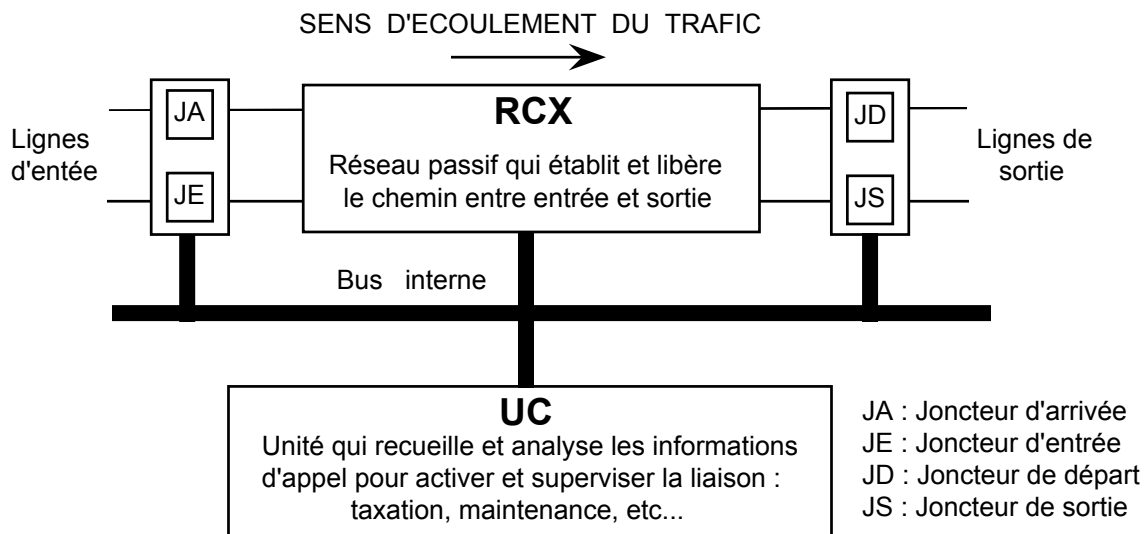 SENS D'ECOULEMENT DU TRAFIC
Lignes
d'entée
JA
JE
RCX
Réseau passif qui établit et libère
le chemin entre entrée et sortie
JD
JS
Lignes de
sortie
Bus interne
UC
Unité qui recueille et analyse les informations
d'appel pour activer et superviser la liaison :
taxation, maintenance, etc...
JA : Joncteur d'arrivée
JE : Joncteur d'entrée
JD : Joncteur de départ
JS : Joncteur de sortie